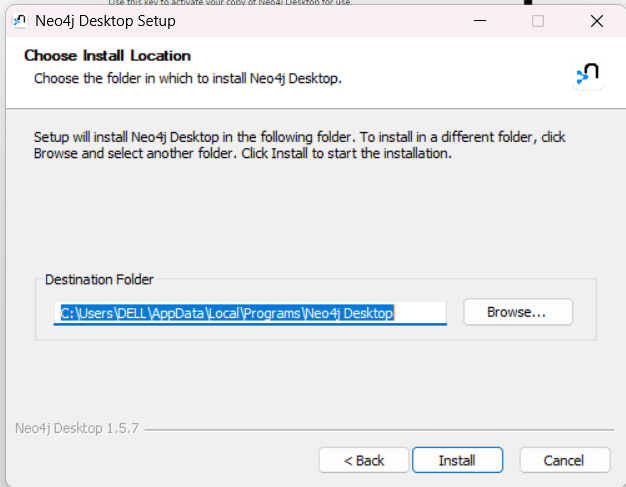 Use this key to activate your copy of Neo4j Desktop for use.
Neo4j Desktop Setup
Choose Install Location
Choose the folder in which to install Neo4j Desktop.
Setup will install Neo4j Desktop in the following folder. To install in a different folder, click
Browse and select another folder. Click Install to start the installation.
Destination Folder
C:\Users\DELL\AppData\Local\Programs\Neo4j Desktop
Browse...
Neo4j Desktop 1.5.7
< Back
Install
Cancel